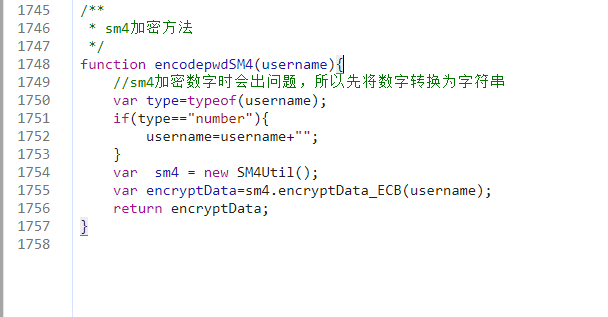 1745 /**
1746  * sm4加密方法
1747  */
1748 function encodepwdSM4(username){
1749     //sm4加密数字时会出问题，所以先将数字转换为字符串
1750     var type=typeof(username);
1751     if(type=="number"){
1752         username=username+"";
1753     }
1754     var  sm4 = new SM4Util();
1755     var encryptData=sm4.encryptData_ECB(username);
1756     return encryptData;
1757 }
1758